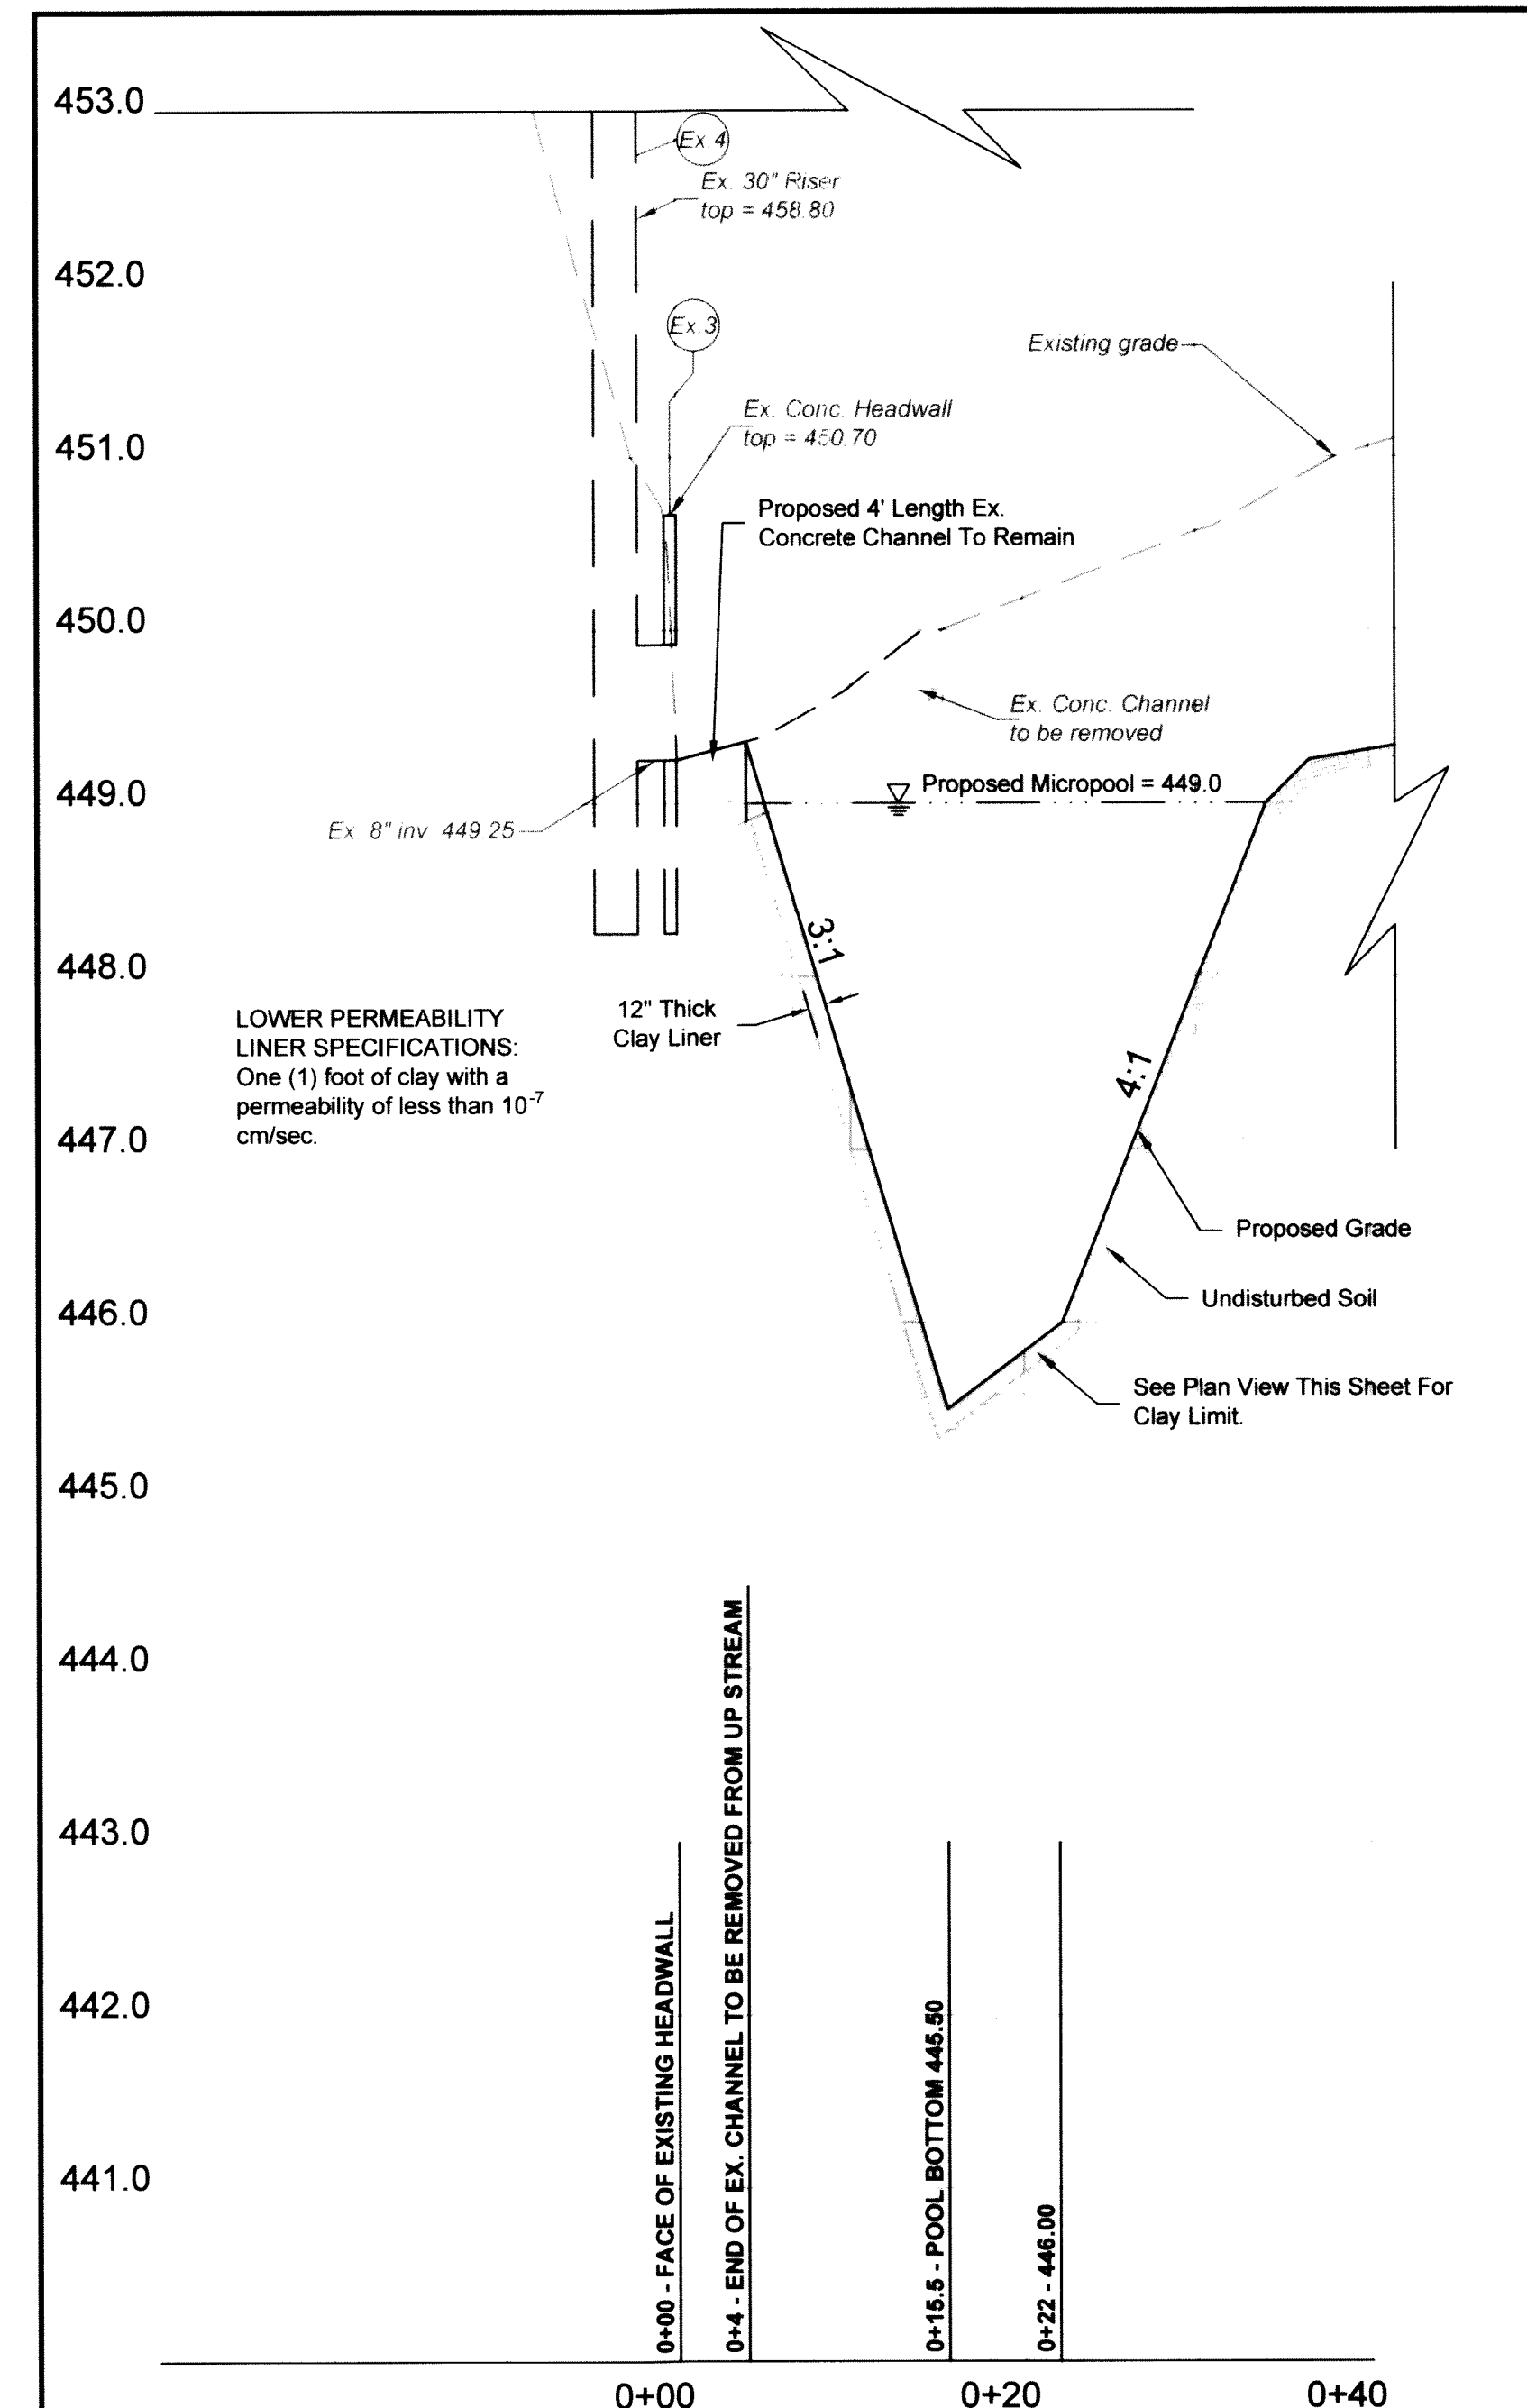 453.0
Ex.4
Ex. 30" Riser
top = 458.80
452.0
Ex.3
Existing grade
Ex. Conc. Headwall
top = 450.70
451.0
Proposed 4' Length Ex.
Concrete Channel To Remain
450.0
Ex. Conc. Channel
to be removed
449.0
Proposed Micropool = 449.0
Ex. 8" inv. 449.25
3:1
448.0
12" Thick
Clay Liner
LOWER PERMEABILITY
LINER SPECIFICATIONS:
One (1) foot of clay with a
permeability of less than 10-7
cm/sec.
4:1
447.0
Proposed Grade
Undisturbed Soil
446.0
See Plan View This Sheet For
Clay Limit.
445.0
444.0
443.0
442.0
441.0
0+00 - FACE OF EXISTING HEADWALL
0+4 - END OF EX. CHANNEL TO BE REMOVED FROM UP STREAM
0+15.5 - POOL BOTTOM 445.50
0+22 - 446.00
0+00
0+20
0+40